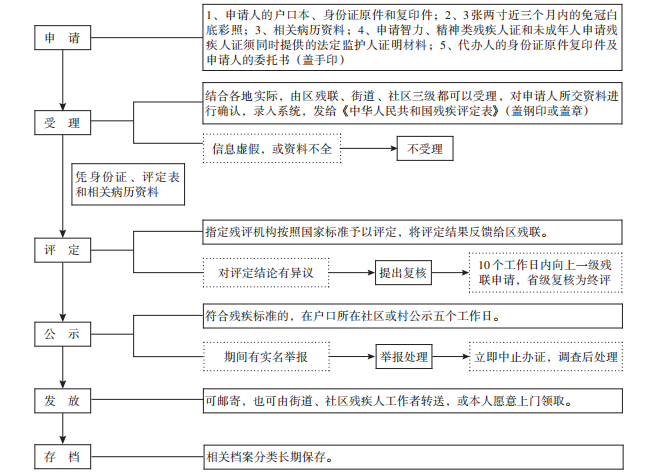 申 请
1、申请人的户口本、身份证原件和复印件；2、3张两寸近三个月内的免冠白
底彩照；3、相关病历资料；4、申请智力、精神类残疾人证和未成年人申请残
疾人证须同时提供的法定监护人证明材料；5、代办人的身份证原件复印件及
申请人的委托书（盖手印）
受 理
结合各地实际，由区残联、街道、社区三级都可以受理，对申请人所交资料进
行确认，录入系统，发给《中华人民共和国残疾评定表》（盖钢印或盖章）
信息虚假，或资料不全
不受理
凭身份证、评定表
和相关病历资料
评 定
指定残评机构按照国家标准予以评定，将评定结果反馈给区残联。
对评定结论有异议
提出复核
10个工作日内向上一级残
联申请，省级复核为终评
公 示
符合残疾标准的，在户口所在社区或村公示五个工作日。
期间有实名举报
举报处理
立即中止办证，调查后处理
发 放
可邮寄，也可由街道、社区残疾人工作者转送，或本人愿意上门领取。
存 档
相关档案分类长期保存。